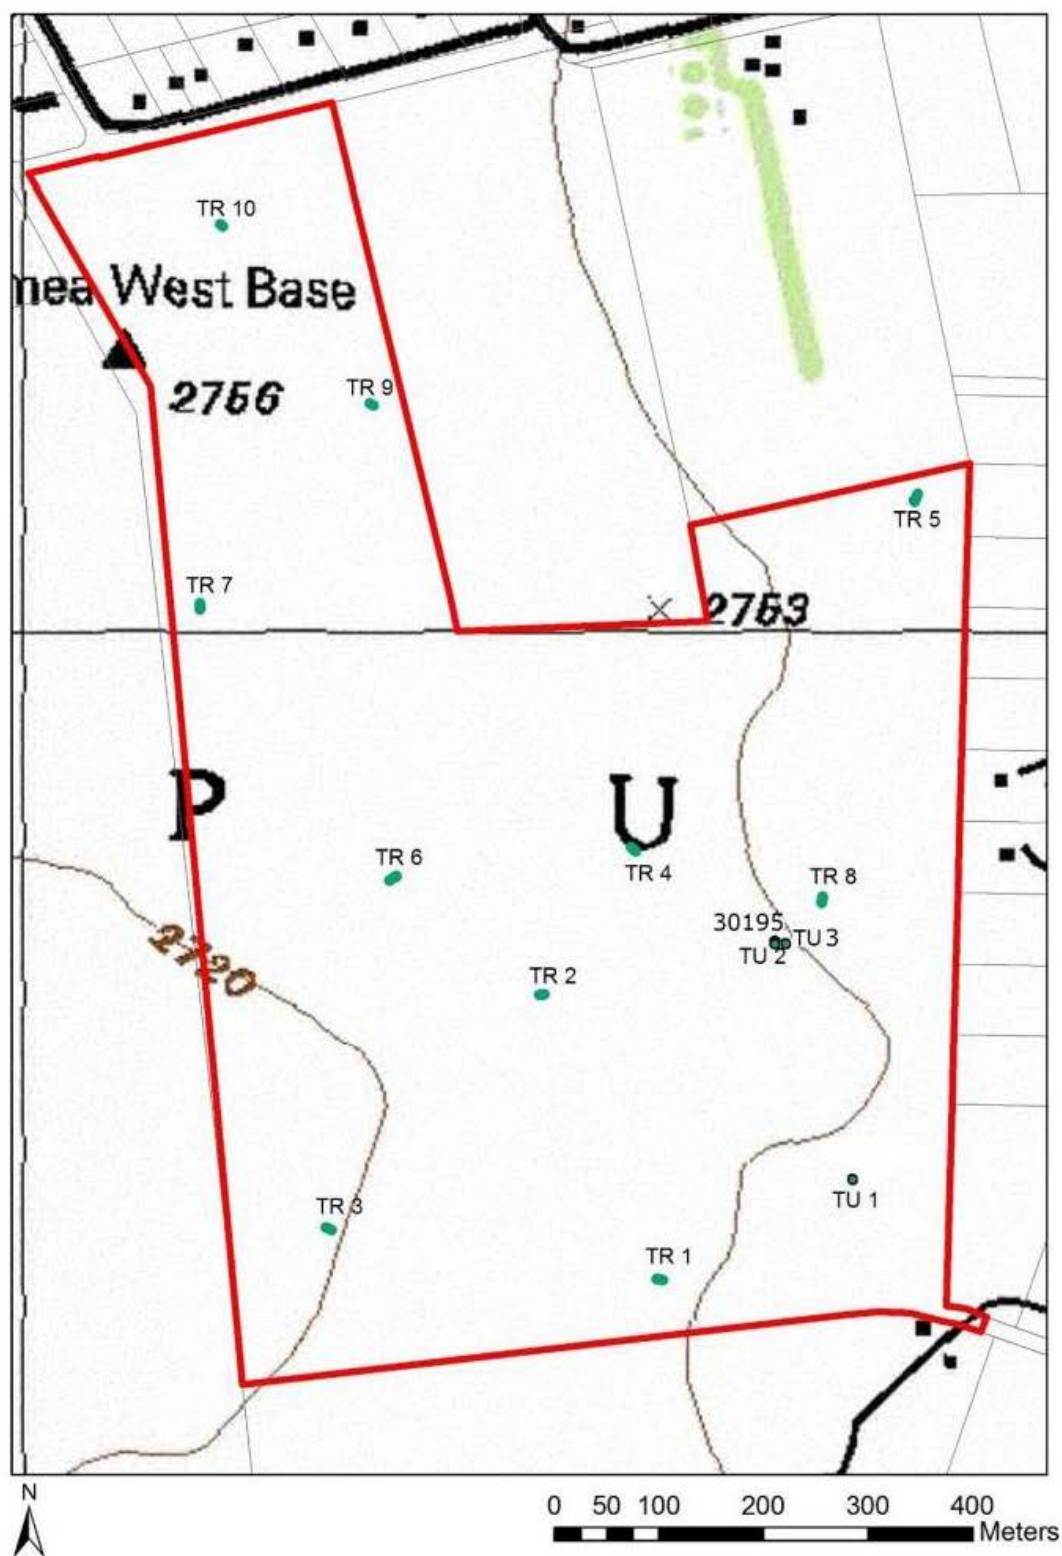 TR 10
mea West Base
TR 9
2756
TR 5
TR 7
2753
P U
TR 6
TR 4
TR 8
30195
TU 3
TU 2
2720
TR 2
TU 1
TR 3
TR 1
N
0 50 100 200 300 400
Meters